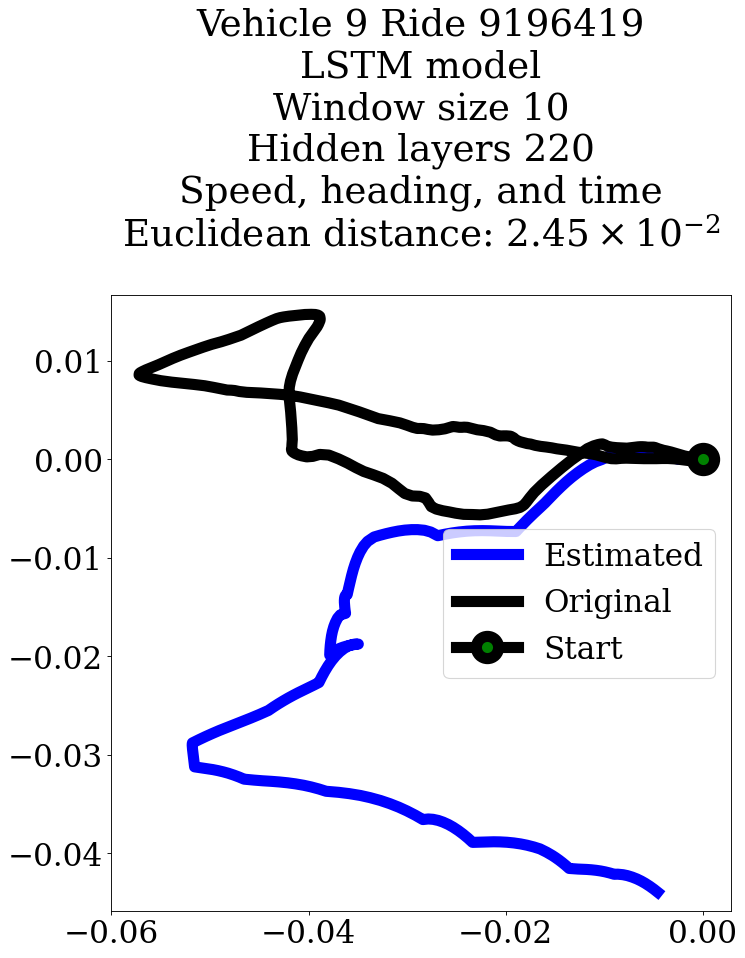 Vehicle 9 Ride 9196419
LSTM model
Window size 10
Hidden layers 220
Speed, heading, and time
Euclidean distance: 2.45 × 10⁻²
0.01
0.00
−0.01
−0.02
−0.03
−0.04
Estimated
Original
Start
−0.06
−0.04
−0.02
0.00